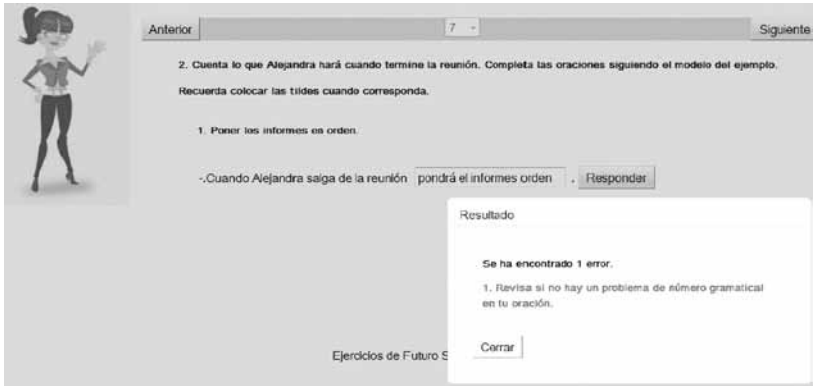 Anterior 7 Siguiente
2. Cuenta lo que Alejandra hará cuando termine la reunión. Completa las oraciones siguiendo el modelo del ejemplo.
Recuerda colocar las tildes cuando corresponda.
1. Poner los informes en orden.
-.Cuando Alejandra salga de la reunión pondrá el informes orden . Responder
Resultado
Se ha encontrado 1 error.
1. Revisa si no hay un problema de número gramatical
en tu oración.
Cerrar
Ejercicios de Futuro S